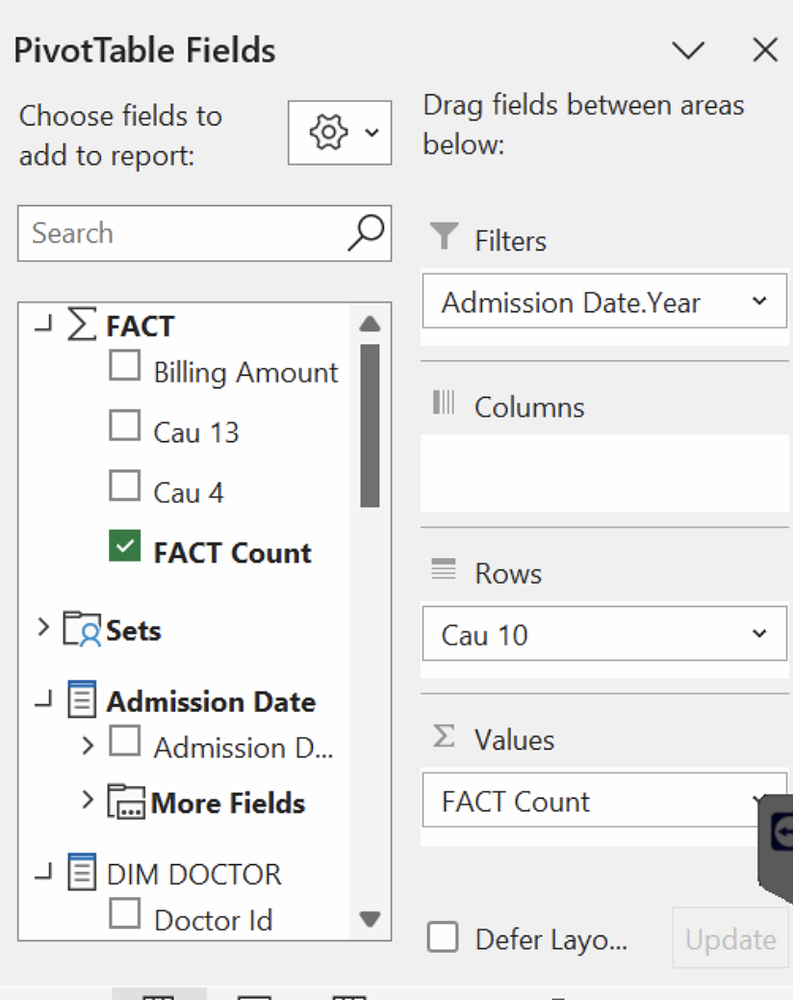 PivotTable Fields
Choose fields to
add to report:
Search
FACT
Billing Amount
Cau 13
Cau 4
FACT Count
Sets
Admission Date
Admission D...
More Fields
DIM DOCTOR
Doctor Id
Drag fields between areas
below:
Filters
Admission Date.Year
Columns
Rows
Cau 10
Values
FACT Count
Defer Layo...
Update